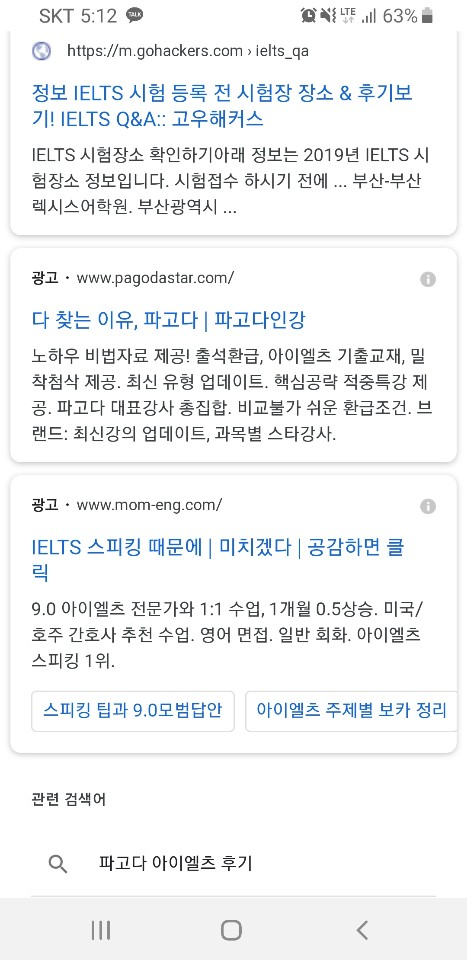 SKT 5:12 TALK LTE 63%
https://m.gohackers.com › ielts_qa
정보 IELTS 시험 등록 전 시험장 장소 & 후기보
기! IELTS Q&A:: 고우해커스
IELTS 시험장소 확인하기아래 정보는 2019년 IELTS 시
험장소 정보입니다. 시험접수 하시기 전에 ... 부산-부산
렉시스어학원. 부산광역시 ...
광고 · www.pagodastar.com/
다 찾는 이유, 파고다 | 파고다인강
노하우 비법자료 제공! 출석환급, 아이엘츠 기출교재, 밀
착첨삭 제공. 최신 유형 업데이트. 핵심공략 적중특강 제
공. 파고다 대표강사 총집합. 비교불가 쉬운 환급조건. 브
랜드: 최신강의 업데이트, 과목별 스타강사.
광고 · www.mom-eng.com/
IELTS 스피킹 때문에 | 미치겠다 | 공감하면 클
릭
9.0 아이엘츠 전문가와 1:1 수업, 1개월 0.5상승. 미국/
호주 간호사 추천 수업. 영어 면접. 일반 회화. 아이엘츠
스피킹 1위.
스피킹 팁과 9.0모범답안
아이엘츠 주제별 보카 정리
관련 검색어
파고다 아이엘츠 후기